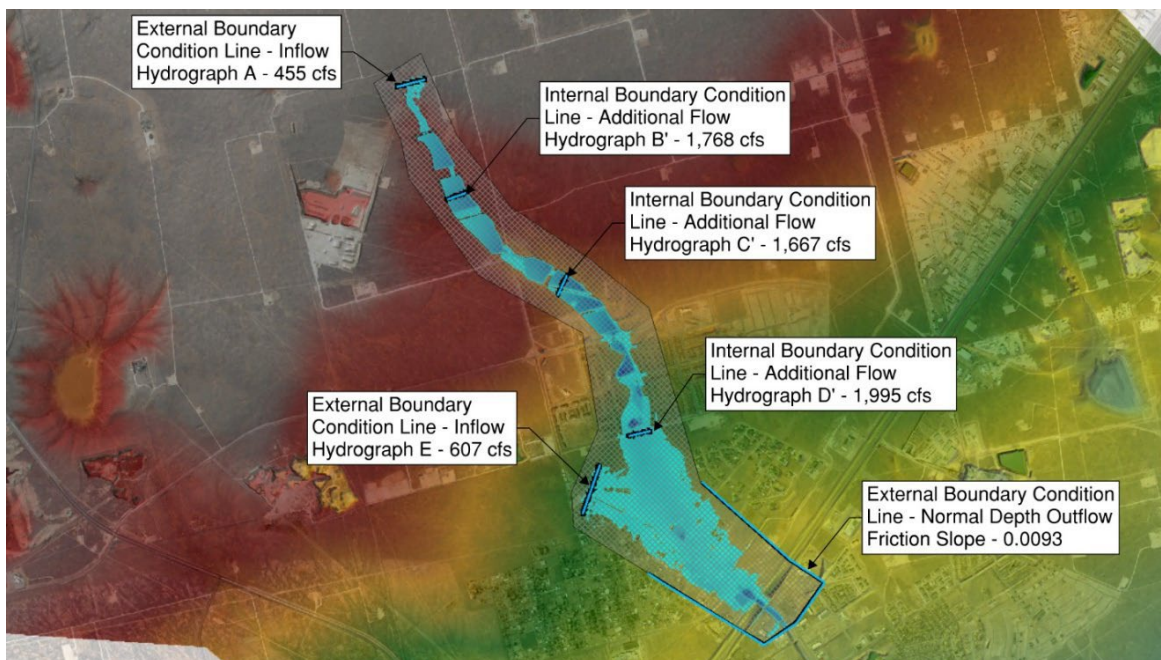 External Boundary
Condition Line - Inflow
Hydrograph A - 455 cfs
Internal Boundary Condition
Line - Additional Flow
Hydrograph B' - 1,768 cfs
Internal Boundary Condition
Line - Additional Flow
Hydrograph C' - 1,667 cfs
Internal Boundary Condition
Line - Additional Flow
Hydrograph D' - 1,995 cfs
External Boundary
Condition Line - Inflow
Hydrograph E - 607 cfs
External Boundary Condition
Line - Normal Depth Outflow
Friction Slope - 0.0093